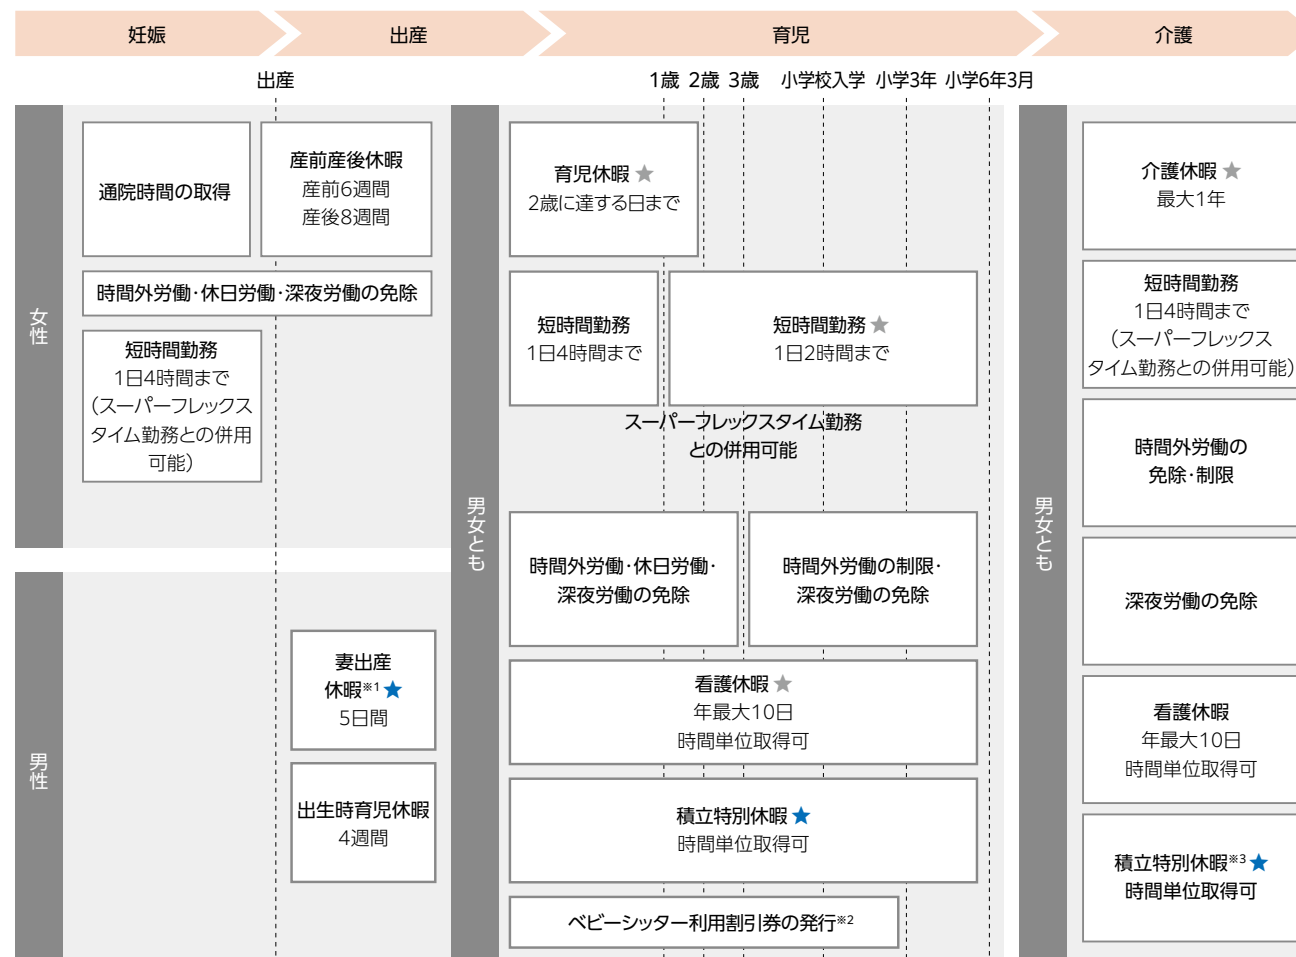 妊娠
出産
育児
介護
出産
1歳 2歳 3歳 小学校入学 小学3年 小学6年3月
女性
通院時間の取得
産前産後休暇
産前6週間
産後8週間
時間外労働・休日労働・深夜労働の免除
短時間勤務
1日4時間まで
（スーパーフレックス
タイム勤務との併用
可能）
男性
妻出産
休暇※1★
5日間
出生時育児休暇
4週間
男女とも
育児休暇★
2歳に達する日まで
短時間勤務
1日4時間まで
短時間勤務★
1日2時間まで
スーパーフレックスタイム勤務
との併用可能
時間外労働・休日労働・
深夜労働の免除
時間外労働の制限・
深夜労働の免除
看護休暇★
年最大10日
時間単位取得可
積立特別休暇★
時間単位取得可
ベビーシッター利用割引券の発行※2
男女とも
介護休暇★
最大1年
短時間勤務
1日4時間まで
（スーパーフレックス
タイム勤務との併用可能）
時間外労働の
免除・制限
深夜労働の免除
看護休暇
年最大10日
時間単位取得可
積立特別休暇※3★
時間単位取得可